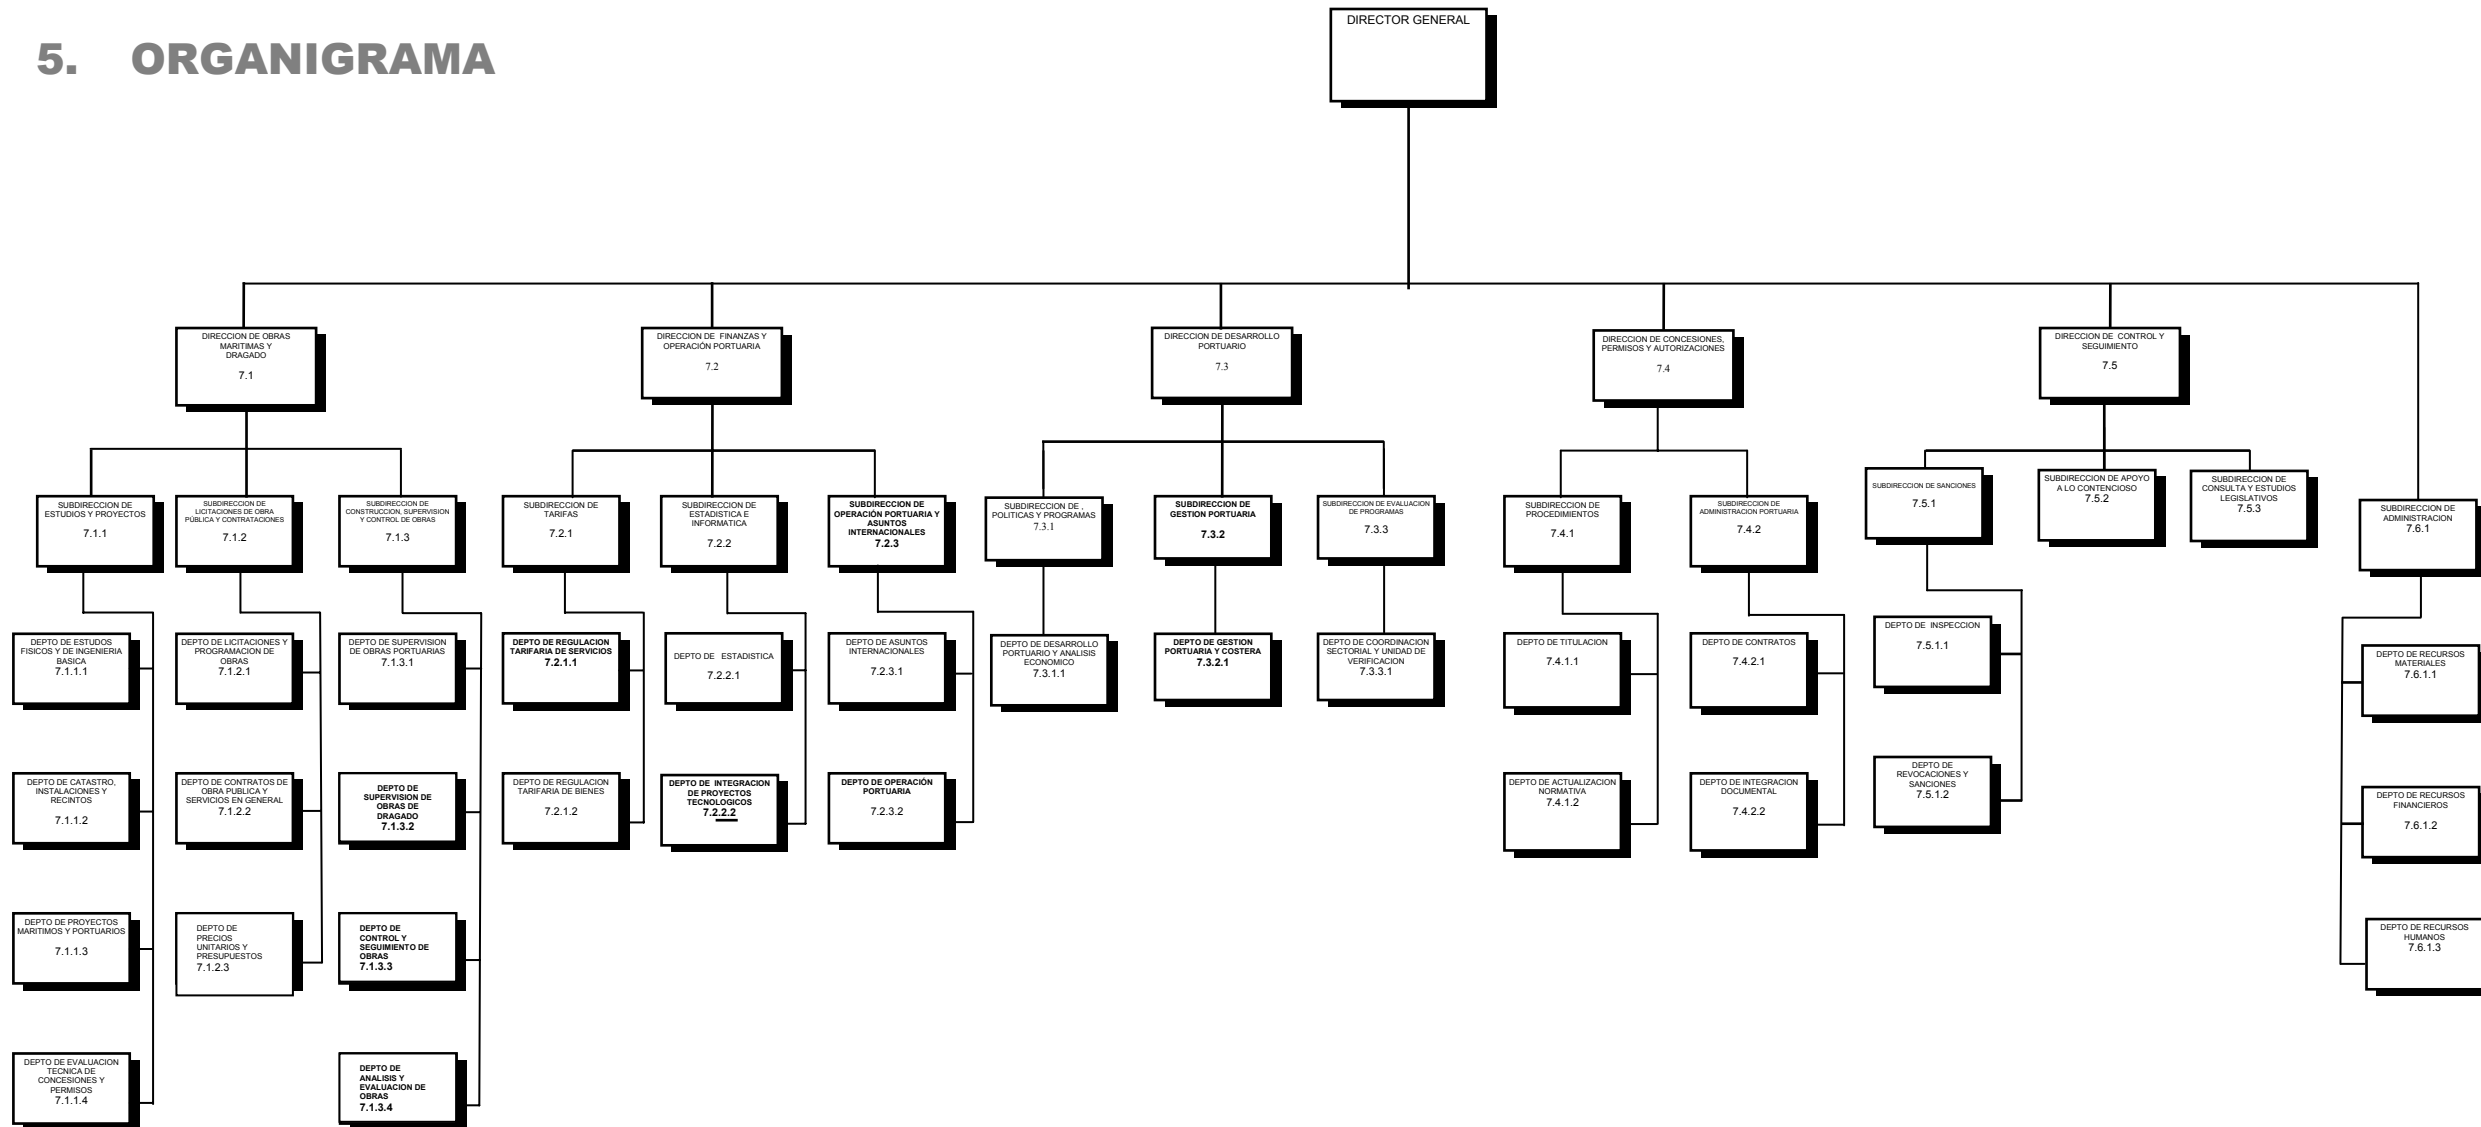 DIRECTOR GENERAL
5. ORGANIGRAMA
DIRECCION DE OBRAS
MARITIMAS Y
DRAGADO
7.1
DIRECCION DE FINANZAS Y
OPERACIÓN PORTUARIA
7.2
DIRECCION DE DESARROLLO
PORTUARIO
7.3
DIRECCION DE CONCESIONES,
PERMISOS Y AUTORIZACIONES
7.4
DIRECCION DE CONTROL Y
SEGUIMIENTO
7.5
SUBDIRECCION DE
ESTUDIOS Y PROYECTOS
7.1.1
SUBDIRECCION DE
LICITACIONES DE OBRA
PÚBLICA Y CONTRATACIONES
7.1.2
SUBDIRECCION DE
CONSTRUCCION, SUPERVISION
Y CONTROL DE OBRAS
7.1.3
SUBDIRECCION DE
TARIFAS
7.2.1
SUBDIRECCION DE
ESTADISTICA E
INFORMATICA
7.2.2
SUBDIRECCION DE
OPERACIÓN PORTUARIA Y
ASUNTOS
INTERNACIONALES
7.2.3
SUBDIRECCION DE ,
POLITICAS Y PROGRAMAS
7.3.1
SUBDIRECCION DE
GESTION PORTUARIA
7.3.2
SUBDIRECCION DE EVALUACION
DE PROGRAMAS
7.3.3
SUBDIRECCION DE
PROCEDIMIENTOS
7.4.1
SUBDIRECCION DE
ADMINISTRACION PORTUARIA
7.4.2
SUBDIRECCION DE SANCIONES
7.5.1
SUBDIRECCION DE APOYO
A LO CONTENCIOSO
7.5.2
SUBDIRECCION DE
CONSULTA Y ESTUDIOS
LEGISLATIVOS
7.5.3
SUBDIRECCION DE
ADMINISTRACION
7.6.1
DEPTO DE ESTUDOS
FISICOS Y DE INGENIERIA
BASICA
7.1.1.1
DEPTO DE LICITACIONES Y
PROGRAMACION DE
OBRAS
7.1.2.1
DEPTO DE SUPERVISION
DE OBRAS PORTUARIAS
7.1.3.1
DEPTO DE REGULACION
TARIFARIA DE SERVICIOS
7.2.1.1
DEPTO DE ESTADISTICA
7.2.2.1
DEPTO DE ASUNTOS
INTERNACIONALES
7.2.3.1
DEPTO DE DESARROLLO
PORTUARIO Y ANALISIS
ECONOMICO
7.3.1.1
DEPTO DE GESTION
PORTUARIA Y COSTERA
7.3.2.1
DEPTO DE COORDINACION
SECTORIAL Y UNIDAD DE
VERIFICACION
7.3.3.1
DEPTO DE TITULACION
7.4.1.1
DEPTO DE CONTRATOS
7.4.2.1
DEPTO DE INSPECCION
7.5.1.1
DEPTO DE RECURSOS
MATERIALES
7.6.1.1
DEPTO DE CATASTRO,
INSTALACIONES Y
RECINTOS
7.1.1.2
DEPTO DE CONTRATOS DE
OBRA PUBLICA Y
SERVICIOS EN GENERAL
7.1.2.2
DEPTO DE
SUPERVISION DE
OBRAS DE
DRAGADO
7.1.3.2
DEPTO DE REGULACION
TARIFARIA DE BIENES
7.2.1.2
DEPTO DE INTEGRACION
DE PROYECTOS
TECNOLOGICOS
7.2.2.2
DEPTO DE OPERACIÓN
PORTUARIA
7.2.3.2
DEPTO DE ACTUALIZACION
NORMATIVA
7.4.1.2
DEPTO DE INTEGRACION
DOCUMENTAL
7.4.2.2
DEPTO DE
REVOCACIONES Y
SANCIONES
7.5.1.2
DEPTO DE RECURSOS
FINANCIEROS
7.6.1.2
DEPTO DE PROYECTOS
MARITIMOS Y PORTUARIOS
7.1.1.3
DEPTO DE
PRECIOS
UNITARIOS Y
PRESUPUESTOS
7.1.2.3
DEPTO DE
CONTROL Y
SEGUIMIENTO DE
OBRAS
7.1.3.3
DEPTO DE RECURSOS
HUMANOS
7.6.1.3
DEPTO DE EVALUACION
TECNICA DE
CONCESIONES Y
PERMISOS
7.1.1.4
DEPTO DE
ANALISIS Y
EVALUACION DE
OBRAS
7.1.3.4